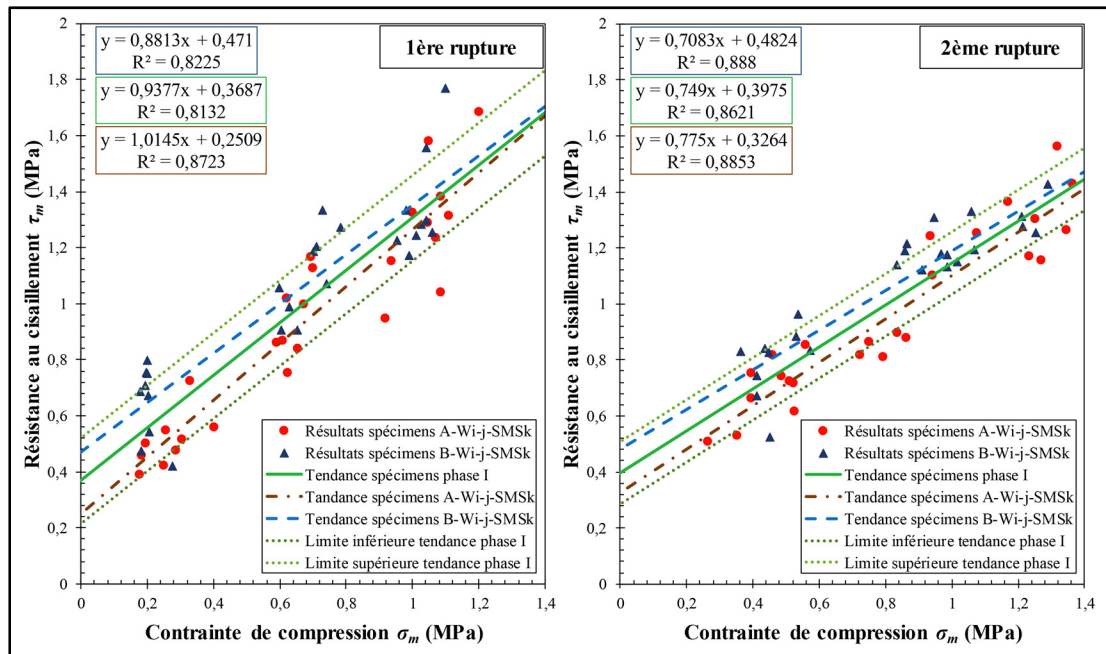 1ère rupture
y = 0,8813x + 0,471
R² = 0,8225
y = 0,9377x + 0,3687
R² = 0,8132
y = 1,0145x + 0,2509
R² = 0,8723
Résistance au cisaillement τm (MPa)
2
1,8
1,6
1,4
1,2
1
0,8
0,6
0,4
0,2
0
Résultats spécimens A-Wi-j-SMSk
Résultats spécimens B-Wi-j-SMSk
Tendance spécimens phase I
Tandance spécimens A-Wi-j-SMSk
Tendance spécimens B-Wi-j-SMSk
Limite inférieure tendance phase I
Limite supérieure tendance phase I
0 0,2 0,4 0,6 0,8 1 1,2 1,4
Contrainte de compression σm (MPa)
2ème rupture
y = 0,7083x + 0,4824
R² = 0,888
y = 0,749x + 0,3975
R² = 0,8621
y = 0,775x + 0,3264
R² = 0,8853
Résistance au cisaillement τm (MPa)
2
1,8
1,6
1,4
1,2
1
0,8
0,6
0,4
0,2
0
Résultats spécimens A-Wi-j-SMSk
Résultats spécimens B-Wi-j-SMSk
Tendance spécimens phase I
Tandance spécimens A-Wi-j-SMSk
Tendance spécimens B-Wi-j-SMSk
Limite inférieure tendance phase I
Limite supérieure tendance phase I
0 0,2 0,4 0,6 0,8 1 1,2 1,4
Contrainte de compression σm (MPa)